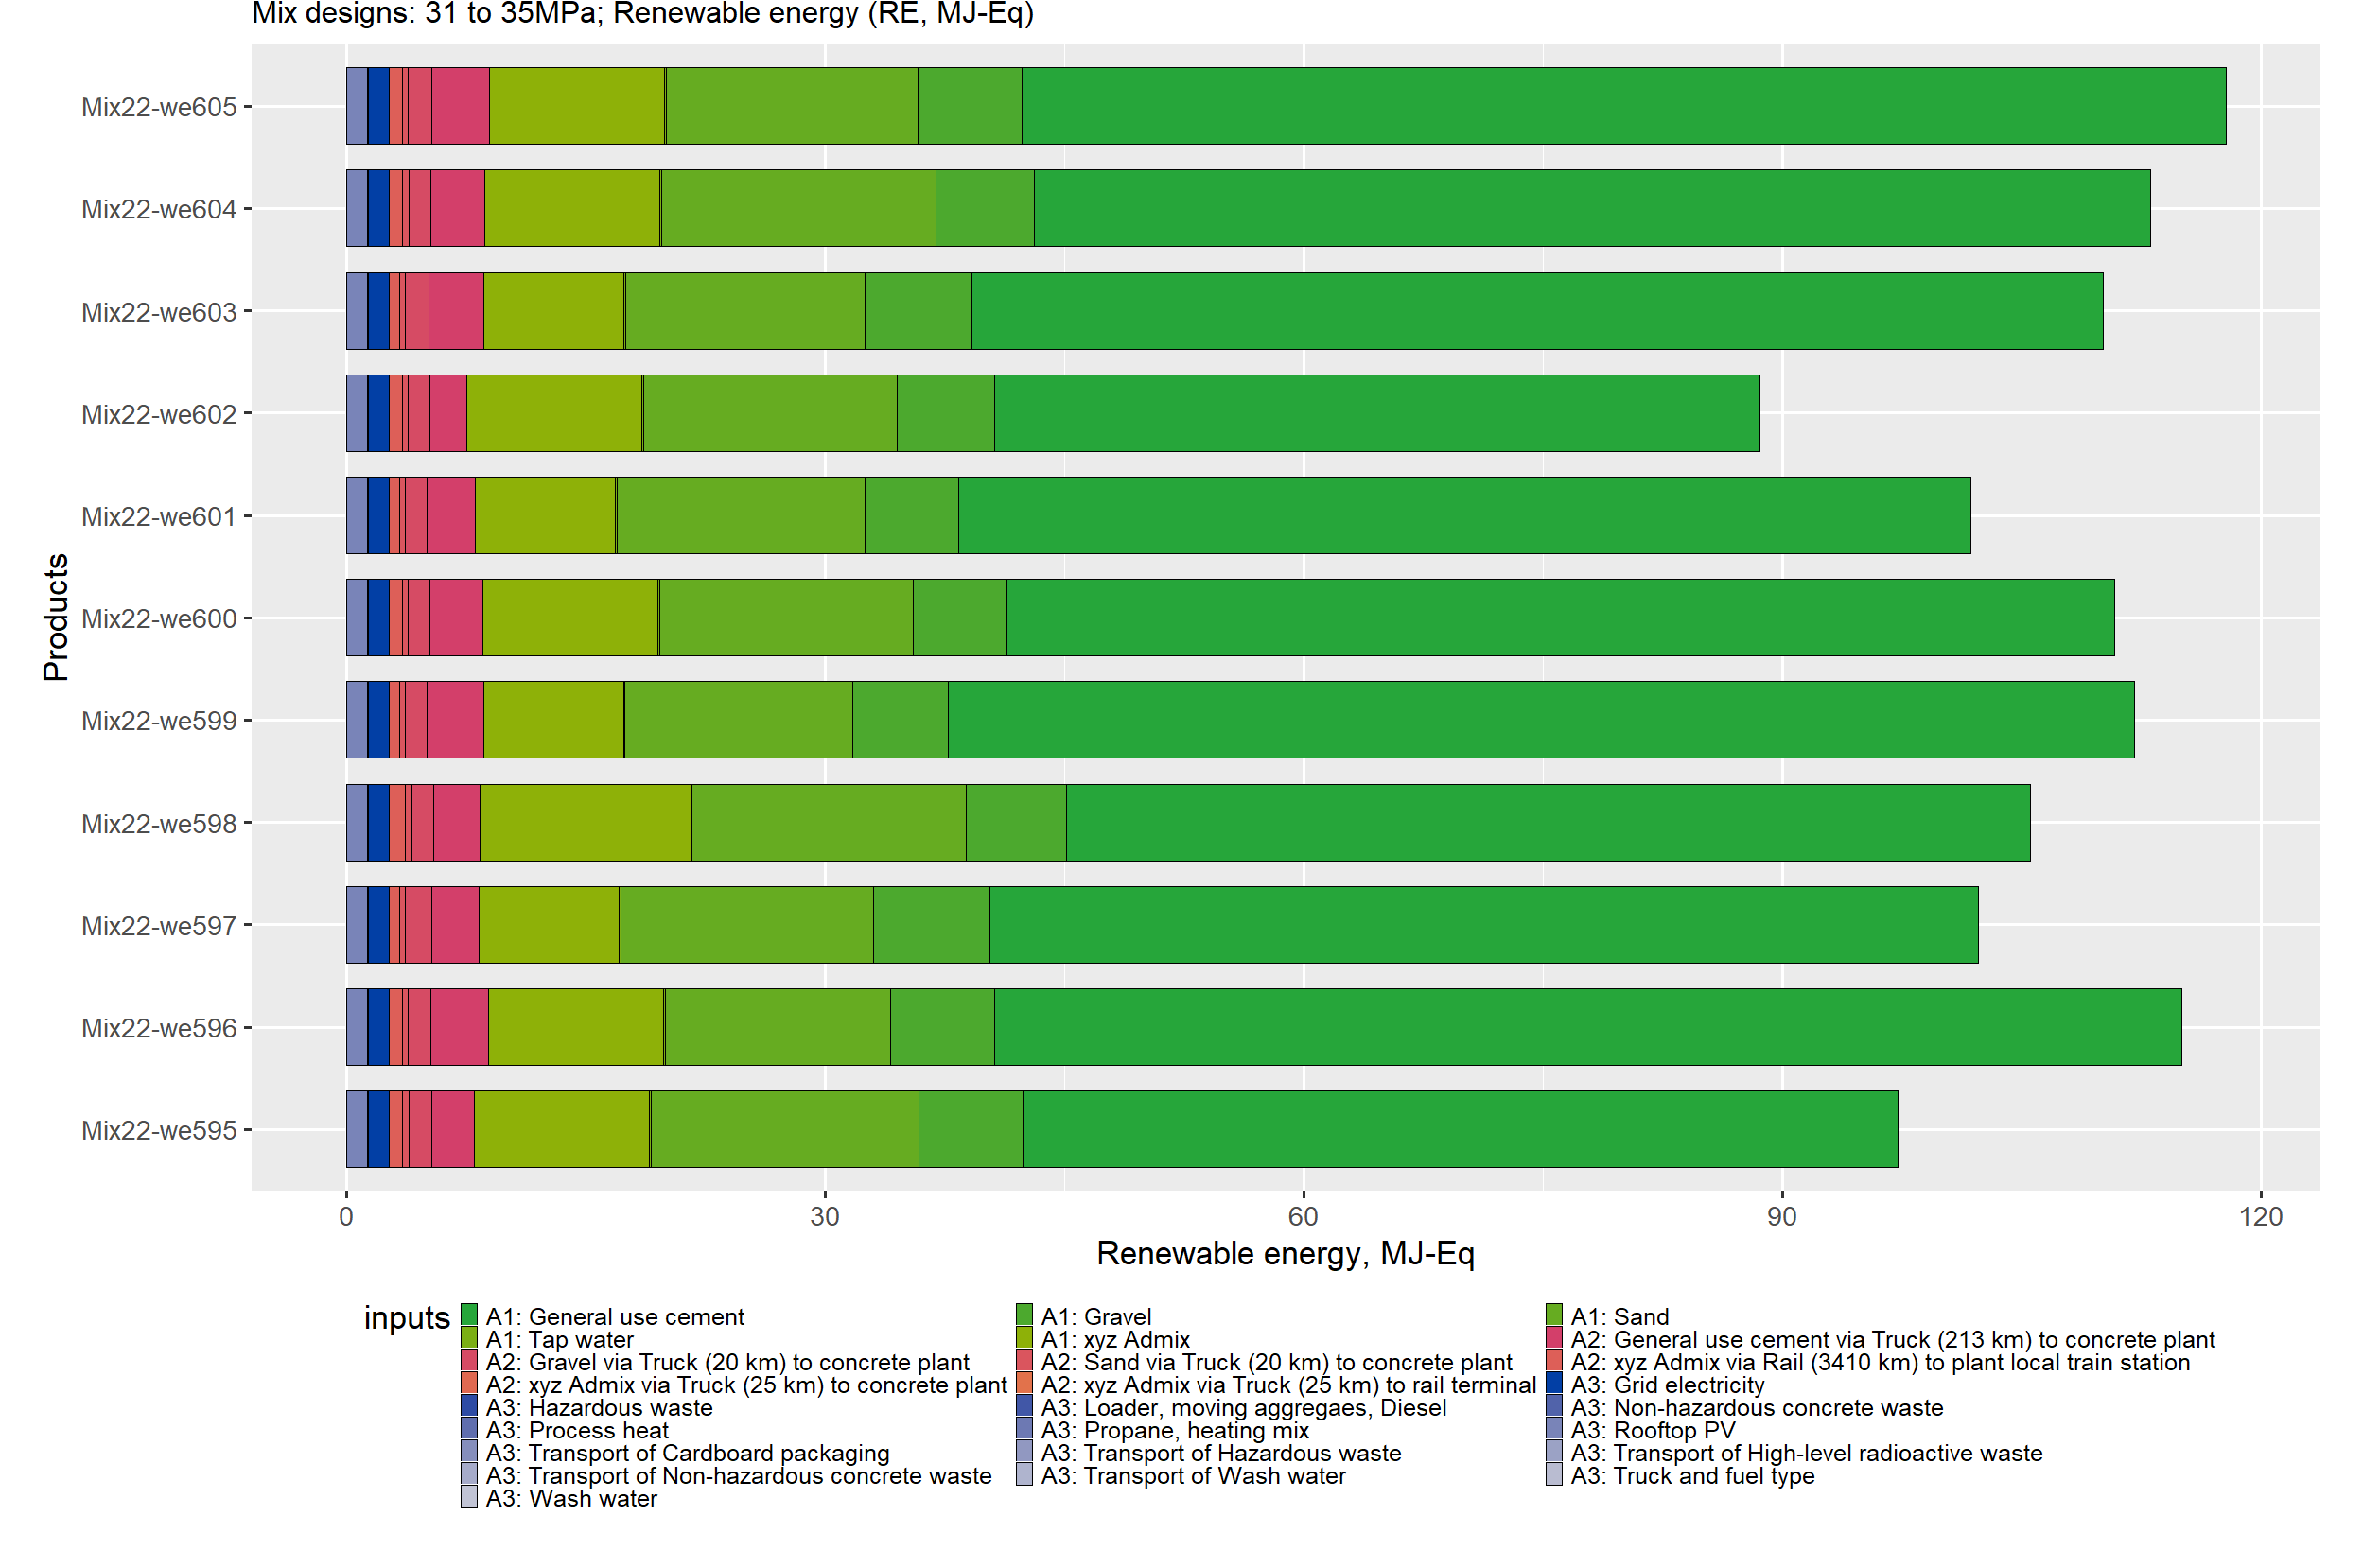 Mix designs: 31 to 35MPa; Renewable energy (RE, MJ-Eq)
Products
Mix22-we605
Mix22-we604
Mix22-we603
Mix22-we602
Mix22-we601
Mix22-we600
Mix22-we599
Mix22-we598
Mix22-we597
Mix22-we596
Mix22-we595
0 30 60 90 120
Renewable energy, MJ-Eq
inputs
A1: General use cement A1: Gravel A1: Sand
A1: Tap water A1: xyz Admix A2: General use cement via Truck (213 km) to concrete plant
A2: Gravel via Truck (20 km) to concrete plant A2: Sand via Truck (20 km) to concrete plant A2: xyz Admix via Rail (3410 km) to plant local train station
A2: xyz Admix via Truck (25 km) to concrete plant A2: xyz Admix via Truck (25 km) to rail terminal A3: Grid electricity
A3: Hazardous waste A3: Loader, moving aggregaes, Diesel A3: Non-hazardous concrete waste
A3: Process heat A3: Propane, heating mix A3: Rooftop PV
A3: Transport of Cardboard packaging A3: Transport of Hazardous waste A3: Transport of High-level radioactive waste
A3: Transport of Non-hazardous concrete waste A3: Transport of Wash water A3: Truck and fuel type
A3: Wash water